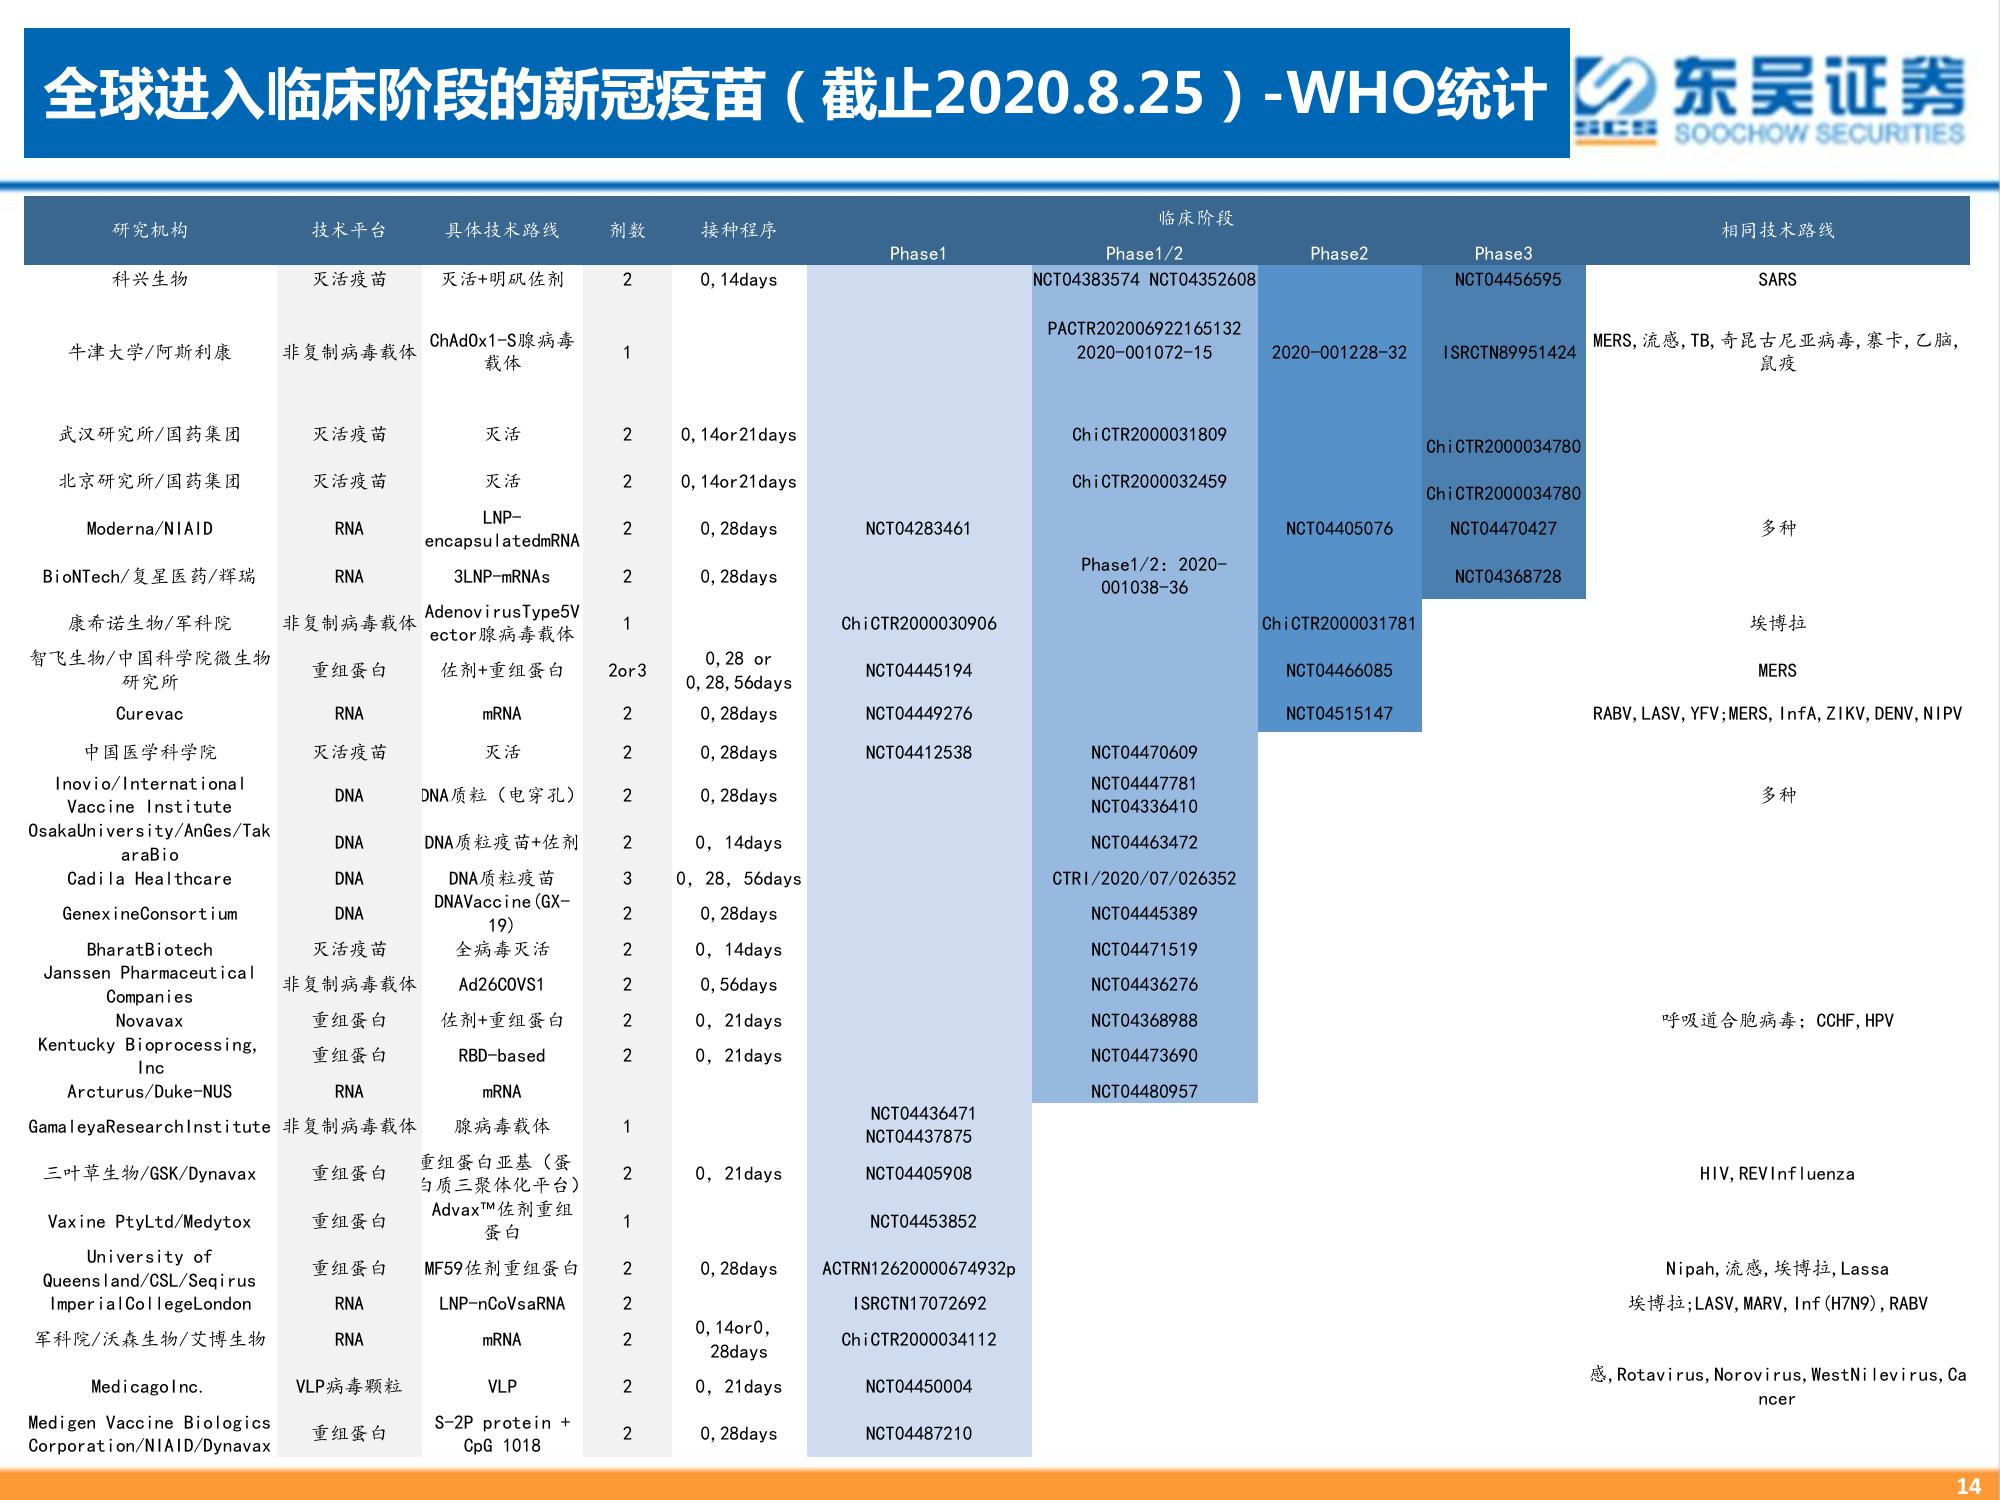 全球进入临床阶段的新冠疫苗（截止2020.8.25）-WHO统计
东吴证券
SCS SOOCHOW SECURITIES
研究机构 技术平台 具体技术路线 剂数 接种程序 临床阶段 相同技术路线
Phase1 Phase1/2 Phase2 Phase3
科兴生物 灭活疫苗 灭活+明矾佐剂 2 0,14days NCT04383574 NCT04352608 NCT04456595 SARS
牛津大学/阿斯利康 非复制病毒载体 ChAdOx1-S腺病毒
载体 1 PACTR202006922165132
2020-001072-15 2020-001228-32 ISRCTN89951424 MERS,流感,TB,奇昆古尼亚病毒,寨卡,乙脑,
鼠疫
武汉研究所/国药集团 灭活疫苗 灭活 2 0,14or21days ChiCTR2000031809 ChiCTR2000034780
北京研究所/国药集团 灭活疫苗 灭活 2 0,14or21days ChiCTR2000032459 ChiCTR2000034780
Moderna/NIAID RNA LNP-
encapsulatedmRNA 2 0,28days NCT04283461 NCT04405076 NCT04470427 多种
BioNTech/复星医药/辉瑞 RNA 3LNP-mRNAs 2 0,28days Phase1/2: 2020-
001038-36 NCT04368728
康希诺生物/军科院 非复制病毒载体 AdenovirusType5V
ector腺病毒载体 1 ChiCTR2000030906 ChiCTR2000031781 埃博拉
智飞生物/中国科学院微生物
研究所 重组蛋白 佐剂+重组蛋白 2or3 0,28 or
0,28,56days NCT04445194 NCT04466085 MERS
Curevac RNA mRNA 2 0,28days NCT04449276 NCT04515147 RABV,LASV,YFV;MERS,InfA,ZIKV,DENV,NIPV
中国医学科学院 灭活疫苗 灭活 2 0,28days NCT04412538 NCT04470609
Inovio/International
Vaccine Institute DNA DNA质粒（电穿孔） 2 0,28days NCT04447781
NCT04336410 多种
OsakaUniversity/AnGes/Tak
araBio DNA DNA质粒疫苗+佐剂 2 0, 14days NCT04463472
Cadila Healthcare DNA DNA质粒疫苗 3 0, 28, 56days CTRI/2020/07/026352
GenexineConsortium DNA DNAVaccine(GX-
19) 2 0,28days NCT04445389
BharatBiotech 灭活疫苗 全病毒灭活 2 0, 14days NCT04471519
Janssen Pharmaceutical
Companies 非复制病毒载体 Ad26COVS1 2 0,56days NCT04436276
Novavax 重组蛋白 佐剂+重组蛋白 2 0, 21days NCT04368988 呼吸道合胞病毒; CCHF,HPV
Kentucky Bioprocessing,
Inc 重组蛋白 RBD-based 2 0, 21days NCT04473690
Arcturus/Duke-NUS RNA mRNA NCT04480957
GamaleyaResearchInstitute 非复制病毒载体 腺病毒载体 1 NCT04436471
NCT04437875
三叶草生物/GSK/Dynavax 重组蛋白 重组蛋白亚基（蛋
白质三聚体化平台） 2 0, 21days NCT04405908 HIV,REVInfluenza
Vaxine PtyLtd/Medytox 重组蛋白 Advax™佐剂重组
蛋白 1 NCT04453852
University of
Queensland/CSL/Seqirus 重组蛋白 MF59佐剂重组蛋白 2 0,28days ACTRN12620000674932p Nipah,流感,埃博拉,Lassa
ImperialCollegeLondon RNA LNP-nCoVsaRNA 2 ISRCTN17072692 埃博拉;LASV,MARV,Inf(H7N9),RABV
军科院/沃森生物/艾博生物 RNA mRNA 2 0,14or0,
28days ChiCTR2000034112
MedicagoInc. VLP病毒颗粒 VLP 2 0, 21days NCT04450004 感,Rotavirus,Norovirus,WestNilevirus,Ca
ncer
Medigen Vaccine Biologics
Corporation/NIAID/Dynavax 重组蛋白 S-2P protein +
CpG 1018 2 0,28days NCT04487210
14